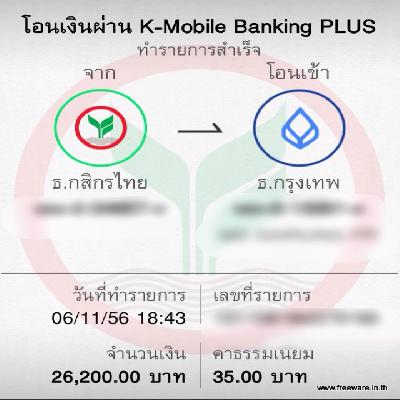 โอนเงินผ่าน K-Mobile Banking PLUS
ทำรายการสำเร็จ
จาก
โอนเข้า
ธ.กสิกรไทย
ธ.กรุงเทพ
วันที่ทำรายการ
เลขที่รายการ
06/11/56 18:43
จำนวนเงิน
ค่าธรรมเนียม
26,200.00 บาท
35.00 บาท
www.freeware.in.th